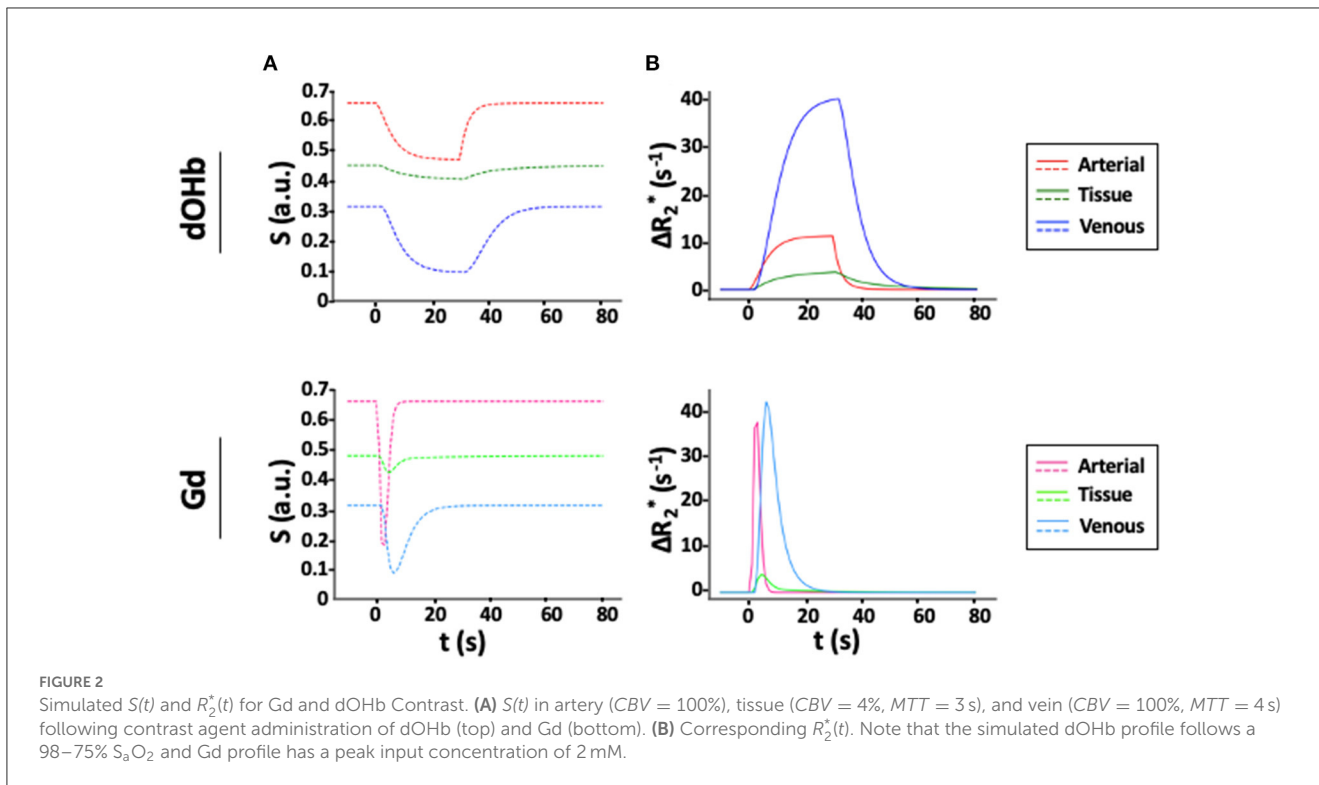 A
B
dOHb
S (a.u.)
0.7
0.6
0.5
0.4
0.3
0.2
0.1
0
0 20 40 60 80
ΔR₂* (s⁻¹)
40
30
20
10
0
0 20 40 60 80
Arterial
Tissue
Venous
Gd
S (a.u.)
0.7
0.6
0.5
0.4
0.3
0.2
0.1
0
0 20 40 60 80
t (s)
ΔR₂* (s⁻¹)
40
30
20
10
0
0 20 40 60 80
t (s)
Arterial
Tissue
Venous
FIGURE 2
Simulated S(t) and R₂*(t) for Gd and dOHb Contrast. (A) S(t) in artery (CBV = 100%), tissue (CBV = 4%, MTT = 3 s), and vein (CBV = 100%, MTT = 4 s)
following contrast agent administration of dOHb (top) and Gd (bottom). (B) Corresponding R₂*(t). Note that the simulated dOHb profile follows a
98–75% SₐO₂ and Gd profile has a peak input concentration of 2 mM.